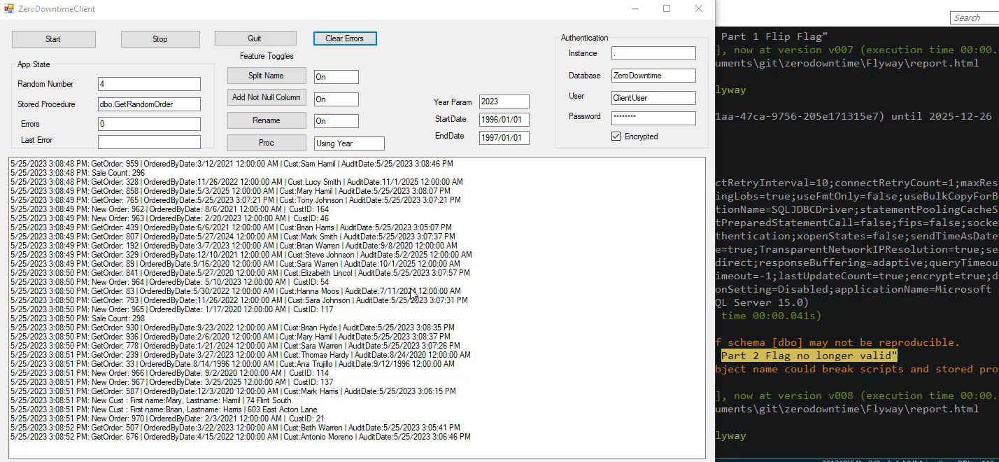 ZeroDowntimeClient
Start
Stop
Quit
Clear Errors
Feature Toggles
App State
Random Number
4
Stored Procedure
dbo.GetRandomOrder
Errors
0
Last Error
Split Name
On
Add Not Null Column
On
Rename
On
Proc
Using Year
Year Param
2023
StartDate
1996/01/01
EndDate
1997/01/01
Authentication
Instance
.
Database
ZeroDowntime
User
ClientUser
Password
********
Encrypted
5/25/2023 3:08:48 PM: GetOrder: 959 | OrderedByDate:3/12/2021 12:00:00 AM | Cust:Sam Hamil | AuditDate:5/25/2023 3:08:46 PM
5/25/2023 3:08:48 PM: Sale Count: 296
5/25/2023 3:08:48 PM: GetOrder: 328 | OrderedByDate:11/26/2022 12:00:00 AM | Cust:Lucy Smith | AuditDate:11/1/2025 12:00:00 AM
5/25/2023 3:08:49 PM: GetOrder: 858 | OrderedByDate:5/3/2025 12:00:00 AM | Cust:Mary Hamil | AuditDate:5/25/2023 3:08:07 PM
5/25/2023 3:08:49 PM: GetOrder: 765 | OrderedByDate:5/25/2023 3:07:21 PM | Cust:Tony Johnson | AuditDate:5/25/2023 3:07:21 PM
5/25/2023 3:08:49 PM: New Order: 962 | OrderedByDate: 8/6/2021 12:00:00 AM | CustID: 164
5/25/2023 3:08:49 PM: New Order: 963 | OrderedByDate: 2/20/2023 12:00:00 AM | CustID: 46
5/25/2023 3:08:49 PM: GetOrder: 439 | OrderedByDate:6/6/2021 12:00:00 AM | Cust:Brian Harris | AuditDate:5/25/2023 3:05:07 PM
5/25/2023 3:08:49 PM: GetOrder: 807 | OrderedByDate:5/27/2024 12:00:00 AM | Cust:Mark Smith | AuditDate:5/25/2023 3:07:37 PM
5/25/2023 3:08:49 PM: GetOrder: 192 | OrderedByDate:3/7/2023 12:00:00 AM | Cust:Brian Warren | AuditDate:9/8/2020 12:00:00 AM
5/25/2023 3:08:49 PM: GetOrder: 329 | OrderedByDate:12/10/2021 12:00:00 AM | Cust:Steve Johnson | AuditDate:5/2/2025 12:00:00 AM
5/25/2023 3:08:49 PM: GetOrder: 89 | OrderedByDate:9/16/2020 12:00:00 AM | Cust:Sara Warren | AuditDate:10/1/2025 12:00:00 AM
5/25/2023 3:08:50 PM: GetOrder: 841 | OrderedByDate:5/27/2020 12:00:00 AM | Cust:Elizabeth Lincol | AuditDate:5/25/2023 3:07:57 PM
5/25/2023 3:08:50 PM: New Order: 964 | OrderedByDate: 5/10/2023 12:00:00 AM | CustID: 54
5/25/2023 3:08:50 PM: GetOrder: 83 | OrderedByDate:5/30/2022 12:00:00 AM | Cust:Hanna Moos | AuditDate:7/11/2024 12:00:00 AM
5/25/2023 3:08:50 PM: GetOrder: 793 | OrderedByDate:11/26/2022 12:00:00 AM | Cust:Sara Johnson | AuditDate:5/25/2023 3:07:31 PM
5/25/2023 3:08:50 PM: New Order: 965 | OrderedByDate: 1/17/2020 12:00:00 AM | CustID: 117
5/25/2023 3:08:50 PM: Sale Count: 298
5/25/2023 3:08:50 PM: GetOrder: 930 | OrderedByDate:9/23/2022 12:00:00 AM | Cust:Brian Hyde | AuditDate:5/25/2023 3:08:35 PM
5/25/2023 3:08:50 PM: GetOrder: 936 | OrderedByDate:2/6/2020 12:00:00 AM | Cust:Mary Hamil | AuditDate:5/25/2023 3:08:37 PM
5/25/2023 3:08:50 PM: GetOrder: 778 | OrderedByDate:1/21/2024 12:00:00 AM | Cust:Sara Warren | AuditDate:5/25/2023 3:07:26 PM
5/25/2023 3:08:51 PM: GetOrder: 239 | OrderedByDate:3/27/2023 12:00:00 AM | Cust:Thomas Hardy | AuditDate:8/24/2020 12:00:00 AM
5/25/2023 3:08:51 PM: GetOrder: 33 | OrderedByDate:8/14/1996 12:00:00 AM | Cust:Ana Trujillo | AuditDate:9/12/1996 12:00:00 AM
5/25/2023 3:08:51 PM: New Order: 966 | OrderedByDate: 9/2/2020 12:00:00 AM | CustID: 114
5/25/2023 3:08:51 PM: New Order: 967 | OrderedByDate: 3/25/2025 12:00:00 AM | CustID: 137
5/25/2023 3:08:51 PM: GetOrder: 587 | OrderedByDate:12/3/2020 12:00:00 AM | Cust:Mark Harris | AuditDate:5/25/2023 3:06:15 PM
5/25/2023 3:08:51 PM: New Cust : First name:Mary, Lastname: Hamil | 74 Flint South
5/25/2023 3:08:51 PM: New Cust : First name:Brian, Lastname: Harris | 603 East Acton Lane
5/25/2023 3:08:51 PM: New Order: 970 | OrderedByDate: 2/3/2021 12:00:00 AM | CustID: 21
5/25/2023 3:08:52 PM: GetOrder: 507 | OrderedByDate:3/22/2023 12:00:00 AM | Cust:Beth Warren | AuditDate:5/25/2023 3:05:41 PM
5/25/2023 3:08:52 PM: GetOrder: 676 | OrderedByDate:4/15/2022 12:00:00 AM | Cust:Antonio Moreno | AuditDate:5/25/2023 3:06:46 PM
Search
Part 1 Flip Flag"
], now at version v007 (execution time 00:00.
uments\git\zerodowntime\Flyway\report.html
lyway
1aa-47ca-9756-205e171315e7) until 2025-12-26
ctRetryInterval=10;connectRetryCount=1;maxRes
ingLobs=true;useFmtOnly=false;useBulkCopyForB
tionName=SQLJDBCDriver;statementPoolingCacheS
tPreparedStatementCall=false;fips=false;socke
thentication;xopenStates=false;sendTimeAsDate
e=true;TransparentNetworkIPResolution=true;se
direct;responseBuffering=adaptive;queryTimeou
imeout=-1;lastUpdateCount=true;encrypt=true;d
onSetting=Disabled;applicationName=Microsoft
QL Server 15.0)
time 00:00.041s)
f schema [dbo] may not be reproducible.
Part 2 Flag no longer valid"
bject name could break scripts and stored pro
], now at version v008 (execution time 00:00.
uments\git\zerodowntime\Flyway\report.html
lyway